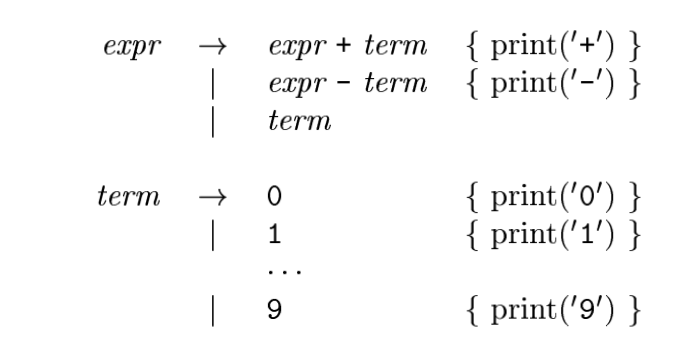 expr → expr + term { print('+') }
| expr - term { print('-') }
| term
term → 0 { print('0') }
| 1 { print('1') }
...
| 9 { print('9') }